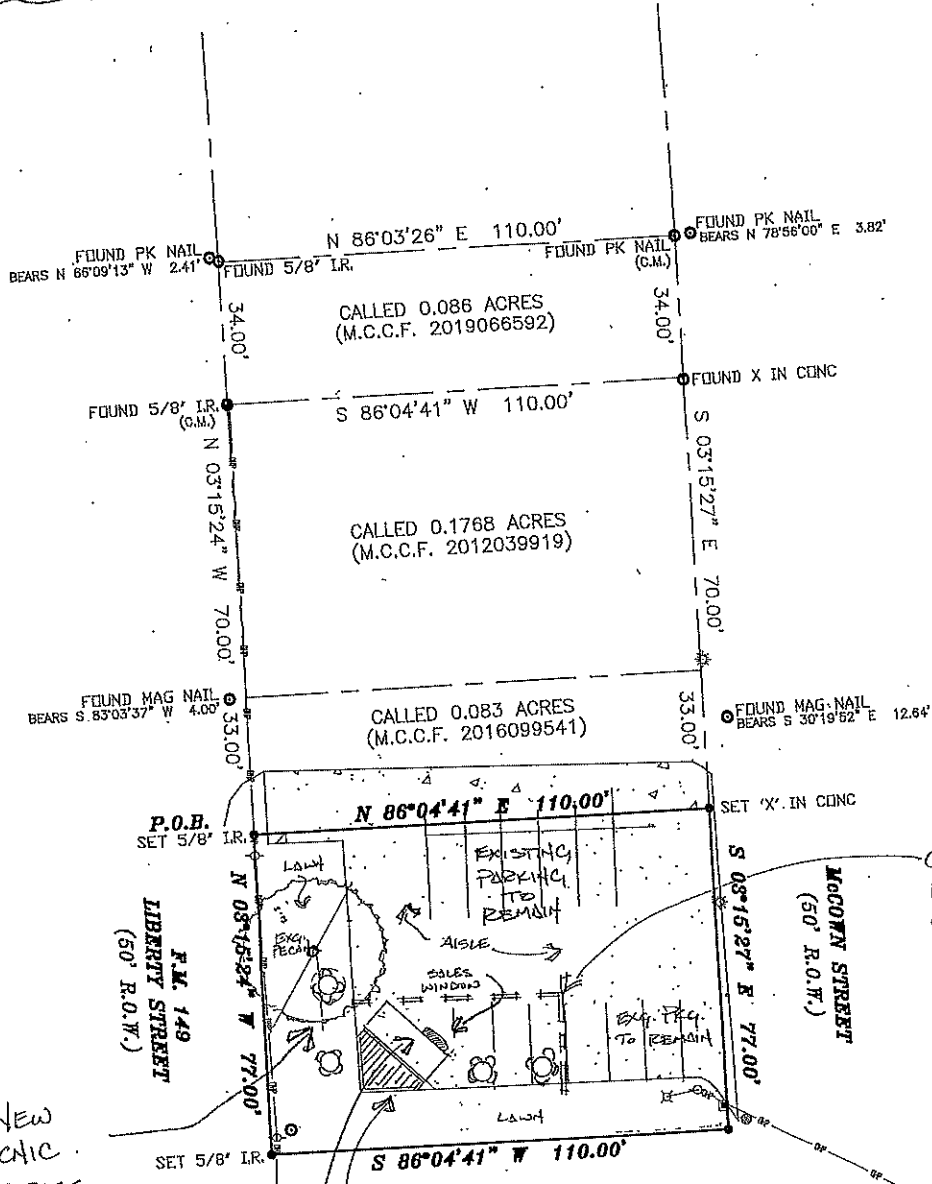 FOUND PK NAIL
BEARS N 66°09'13" W 2.41'
FOUND 5/8' I.R.
N 86°03'26" E 110.00'
FOUND PK NAIL
(C.M.)
FOUND PK NAIL
BEARS N 78°56'00" E 3.82'
34.00'
CALLED 0.086 ACRES
(M.C.C.F. 2019066592)
34.00'
FOUND 5/8' I.R.
(C.M.)
S 86°04'41" W 110.00'
FOUND X IN CONC
N 03°15'24" W 70.00'
CALLED 0.1768 ACRES
(M.C.C.F. 2012039919)
S 03°15'27" E 70.00'
FOUND MAG NAIL
BEARS S 83°03'37" W 4.00'
33.00'
CALLED 0.083 ACRES
(M.C.C.F. 2016099541)
33.00'
FOUND MAG NAIL
BEARS S 30°19'52" E 12.64'
P.O.B.
SET 5/8' I.R.
N 86°04'41" E 110.00'
SET 'X' IN CONC
LAWN
EXISTING
PARKING
TO
REMAIN
EXG.
PECAN
AISLE
SALES
WINDOW
EXG. PKG.
TO REMAIN
N 03°15'24" W 77.00'
F.M. 149
LIBERTY STREET
(50' R.O.W.)
S 03°15'27" E 77.00'
McCOWN STREET
(50' R.O.W.)
LAWN
SET 5/8' I.R.
S 86°04'41" W 110.00'